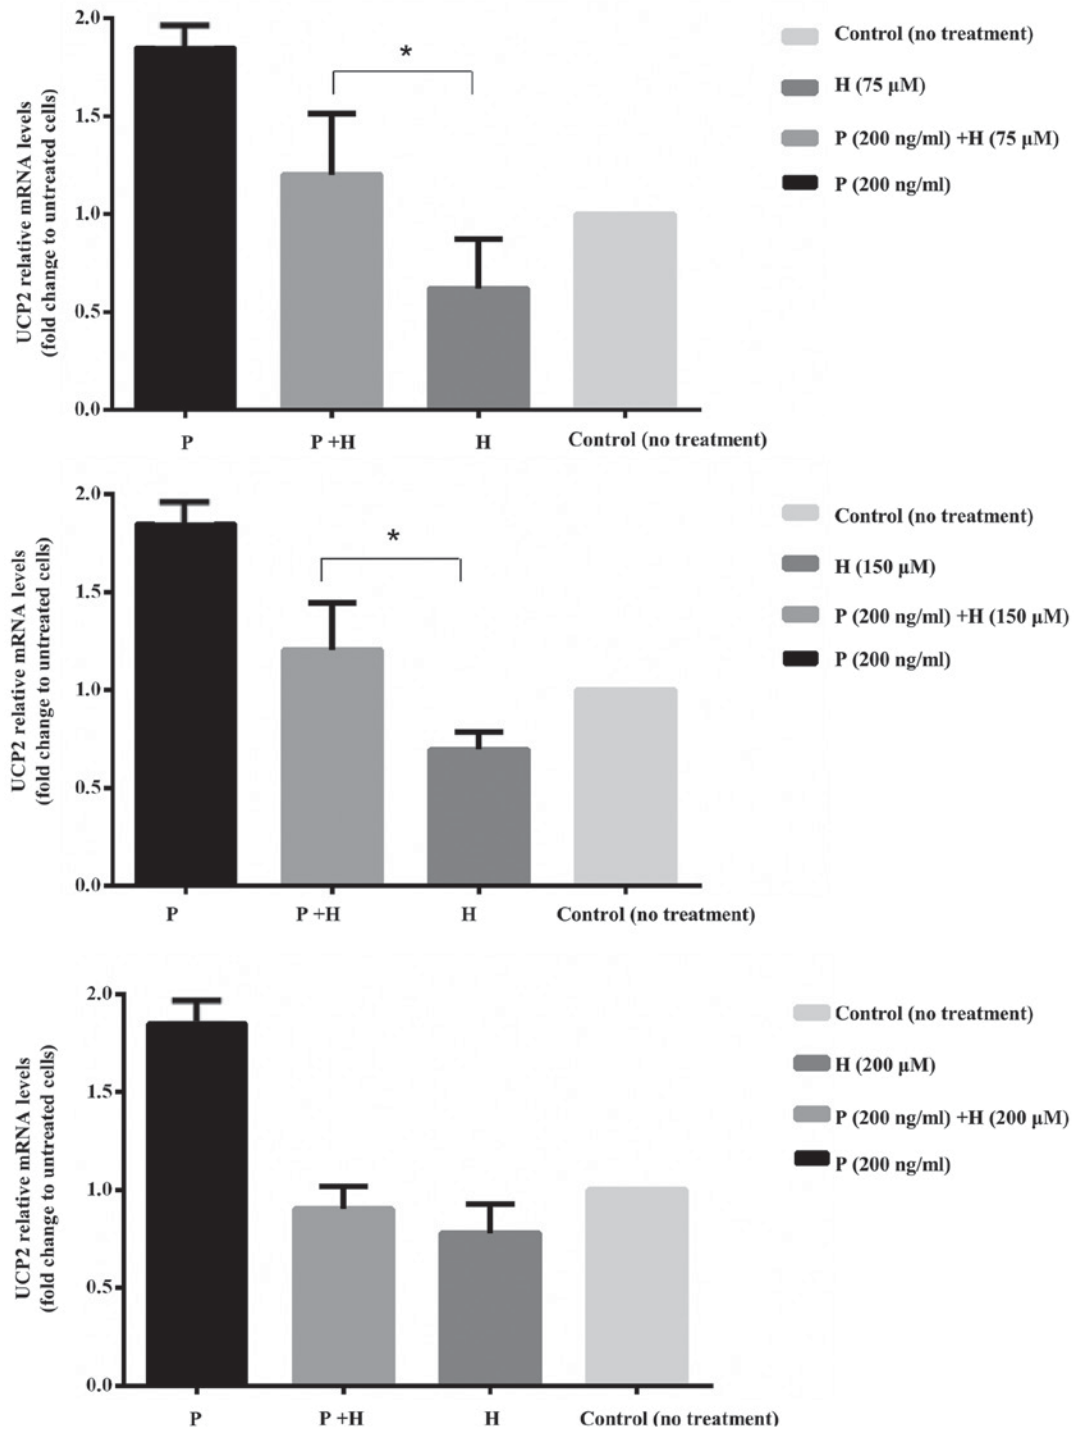 UCP2 relative mRNA levels
(fold change to untreated cells)
2.0
1.5
1.0
0.5
0.0
*
P
P +H
H
Control (no treatment)
Control (no treatment)
H (75 μM)
P (200 ng/ml) +H (75 μM)
P (200 ng/ml)
UCP2 relative mRNA levels
(fold change to untreated cells)
2.0
1.5
1.0
0.5
0.0
*
P
P +H
H
Control (no treatment)
Control (no treatment)
H (150 μM)
P (200 ng/ml) +H (150 μM)
P (200 ng/ml)
UCP2 relative mRNA levels
(fold change to untreated cells)
2.0
1.5
1.0
0.5
0.0
P
P +H
H
Control (no treatment)
Control (no treatment)
H (200 μM)
P (200 ng/ml) +H (200 μM)
P (200 ng/ml)